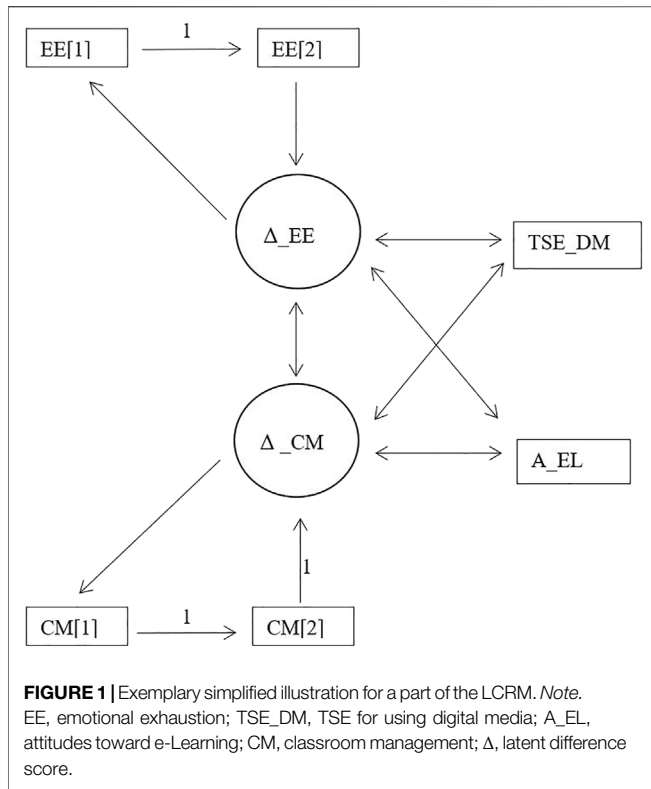 1
EE[1]
EE[2]
Δ_EE
TSE_DM
Δ_CM
A_EL
1
1
CM[1]
CM[2]
FIGURE 1 | Exemplary simplified illustration for a part of the LCRM. Note.
EE, emotional exhaustion; TSE_DM, TSE for using digital media; A_EL,
attitudes toward e-Learning; CM, classroom management; Δ, latent difference
score.